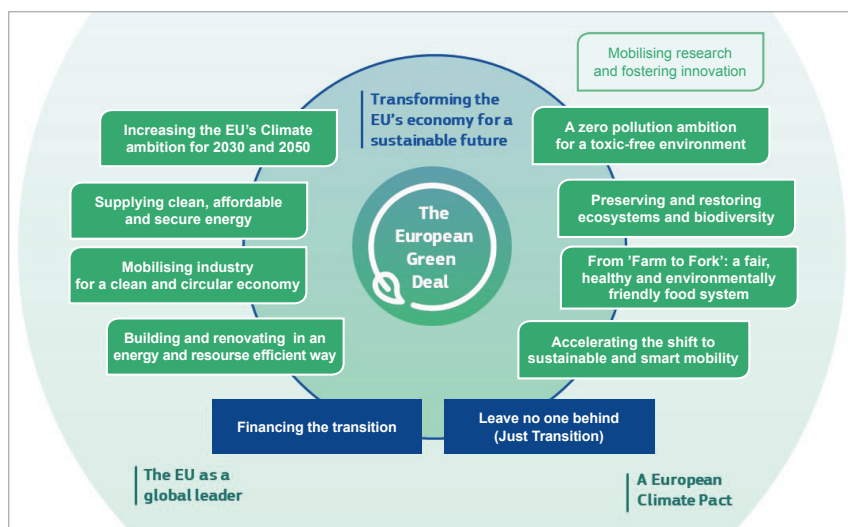 Mobilising research
and fostering innovation
Transforming the
EU's economy for a
sustainable future
Increasing the EU's Climate
ambition for 2030 and 2050
A zero pollution ambition
for a toxic-free environment
Supplying clean, affordable
and secure energy
Preserving and restoring
ecosystems and biodiversity
The
European
Green
Deal
Mobilising industry
for a clean and circular economy
From 'Farm to Fork': a fair,
healthy and environmentally
friendly food system
Building and renovating in an
energy and resourse efficient way
Accelerating the shift to
sustainable and smart mobility
Financing the transition
Leave no one behind
(Just Transition)
The EU as a
global leader
A European
Climate Pact